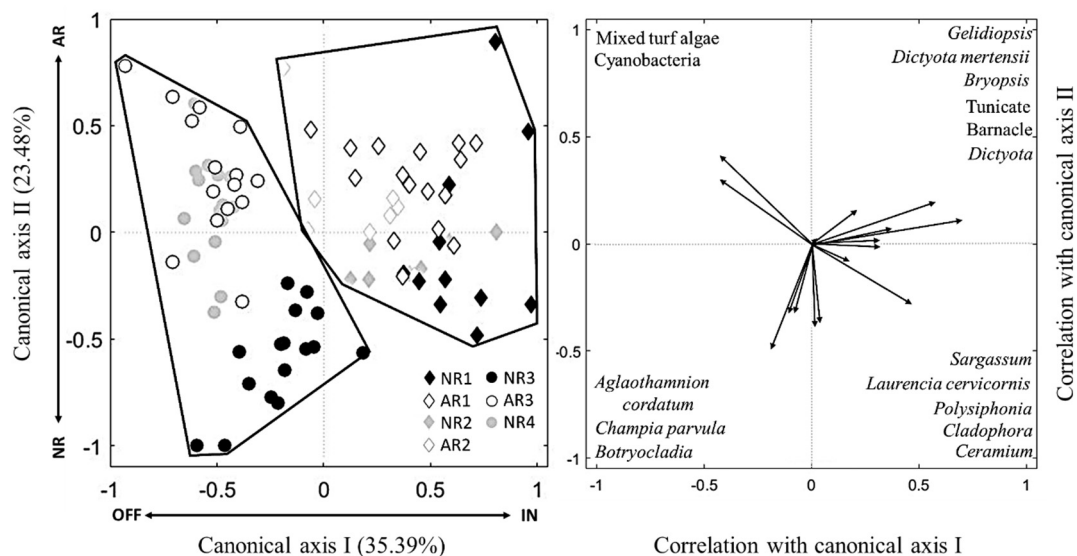 AR
NR
Canonical axis II (23.48%)
1
0.5
0
-0.5
-1
-1
-0.5
0
0.5
1
OFF
IN
Canonical axis I (35.39%)
NR1
NR3
AR1
AR3
NR2
NR4
AR2
Mixed turf algae
Cyanobacteria
Gelidiopsis
Dictyota mertensii
Bryopsis
Tunicate
Barnacle
Dictyota
Aglaothamnion
cordatum
Champia parvula
Botryocladia
Sargassum
Laurencia cervicornis
Polysiphonia
Cladophora
Ceramium
1
0.5
0
-0.5
-1
-1
-0.5
0
0.5
1
Correlation with canonical axis I
Correlation with canonical axis II